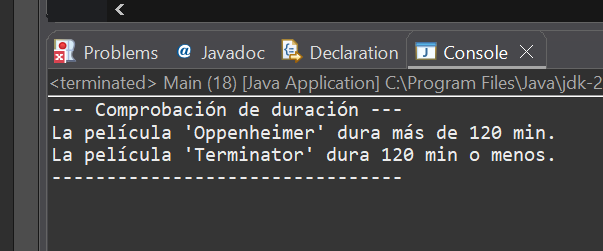 Problems
@ Javadoc
Declaration
Console
<terminated> Main (18) [Java Application] C:\Program Files\Java\jdk-2
--- Comprobación de duración ---
La película 'Oppenheimer' dura más de 120 min.
La película 'Terminator' dura 120 min o menos.
--------------------------------